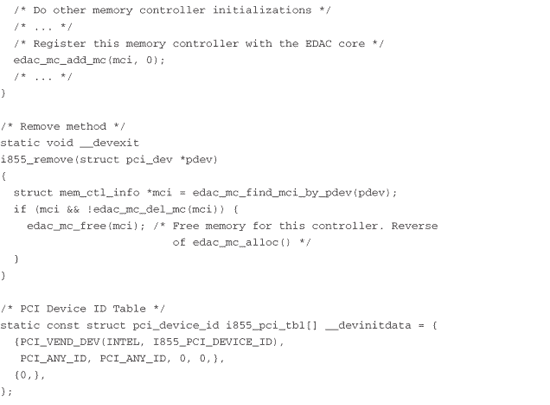 /* Do other memory controller initializations */
/* ... */
/* Register this memory controller with the EDAC core */
edac_mc_add_mc(mci, 0);
/* ... */
}
/* Remove method */
static void __devexit
i855_remove(struct pci_dev *pdev)
{
struct mem_ctl_info *mci = edac_mc_find_mci_by_pdev(pdev);
if (mci && !edac_mc_del_mc(mci)) {
edac_mc_free(mci); /* Free memory for this controller. Reverse
of edac_mc_alloc() */
}
}
/* PCI Device ID Table */
static const struct pci_device_id i855_pci_tbl[] __devinitdata = {
{PCI_VEND_DEV(INTEL, I855_PCI_DEVICE_ID),
PCI_ANY_ID, PCI_ANY_ID, 0, 0,},
{0,},
};